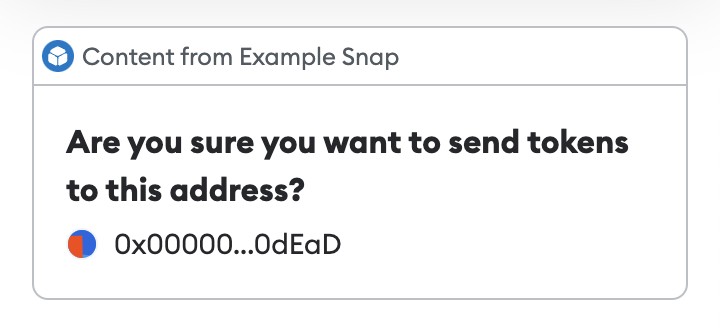 Content from Example Snap
Are you sure you want to send tokens
to this address?
0x00000...0dEaD